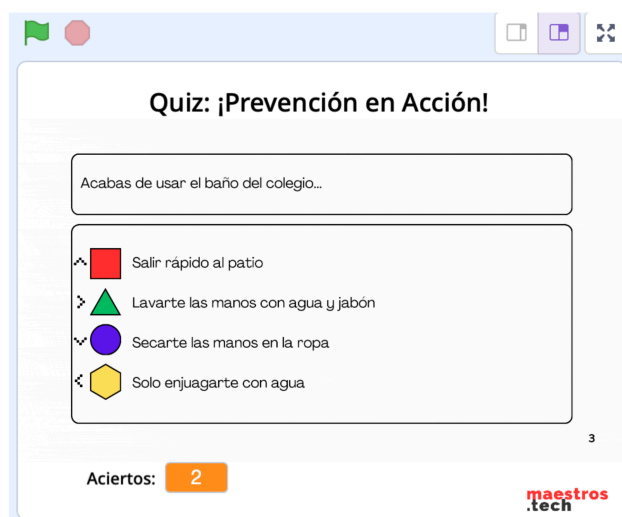 Quiz: ¡Prevención en Acción!
Acabas de usar el baño del colegio...
Salir rápido al patio
Lavarte las manos con agua y jabón
Secarte las manos en la ropa
Solo enjuagarte con agua
3
Aciertos: 2
maestros
.tech